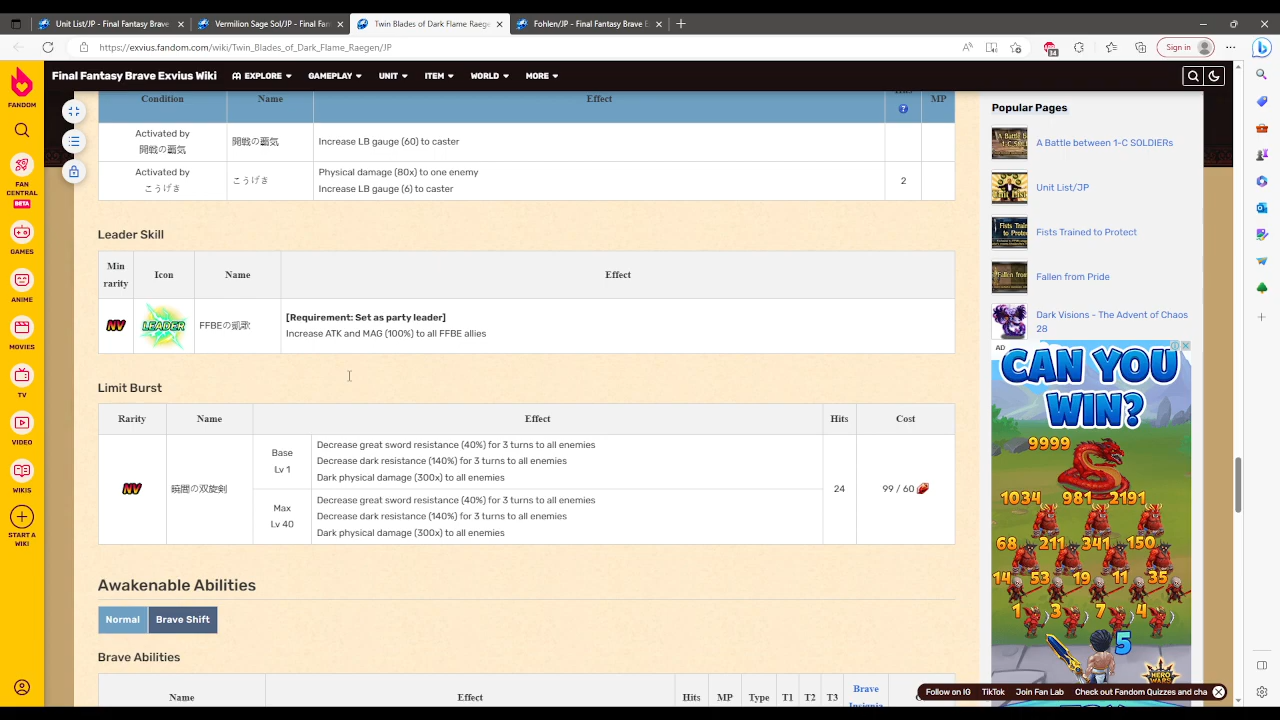 Unit List/JP - Final Fantasy Bra
Vermilion Sage Sol/JP - Final Fan
Twin Blades of Dark Flame Raege
Fohlen/JP - Final Fantasy Brave E
https://exvius.fandom.com/wiki/Twin_Blades_of_Dark_Flame_Raegen/JP
Sign in
Final Fantasy Brave Exvius Wiki
EXPLORE
GAMEPLAY
UNIT
ITEM
WORLD
MORE
FANDOM
FAN CENTRAL
BETA
GAMES
ANIME
MOVIES
TV
VIDEO
WIKIS
START A WIKI
Condition Name Effect Hits MP
Activated by
開戦の覇気
開戦の覇気
Increase LB gauge (60) to caster
Activated by
こうげき
こうげき
Physical damage (80x) to one enemy
Increase LB gauge (6) to caster
2
Leader Skill
Min rarity Icon Name Effect
NV
LEADER
FFBEの凱歌
[Requirement: Set as party leader]
Increase ATK and MAG (100%) to all FFBE allies
Limit Burst
Rarity Name Effect Hits Cost
NV
暁闇の双旋剣
Base
Lv 1
Decrease great sword resistance (40%) for 3 turns to all enemies
Decrease dark resistance (140%) for 3 turns to all enemies
Dark physical damage (300x) to all enemies
Max
Lv 40
Decrease great sword resistance (40%) for 3 turns to all enemies
Decrease dark resistance (140%) for 3 turns to all enemies
Dark physical damage (300x) to all enemies
24
99 / 60
Awakenable Abilities
Normal
Brave Shift
Brave Abilities
Name Effect Hits MP Type T1 T2 T3 Brave Insignia
Popular Pages
A Battle between 1-C SOLDIERs
Unit List/JP
Fists Trained to Protect
Fallen from Pride
Dark Visions - The Advent of Chaos
28
AD
CAN YOU
WIN?
9999
1034 981 2191
68 211 341 150
14 53 19 11 35
1 3 7 4
5
HERO WARS
Follow on IG
TikTok
Join Fan Lab
Check out Fandom Quizzes and cha